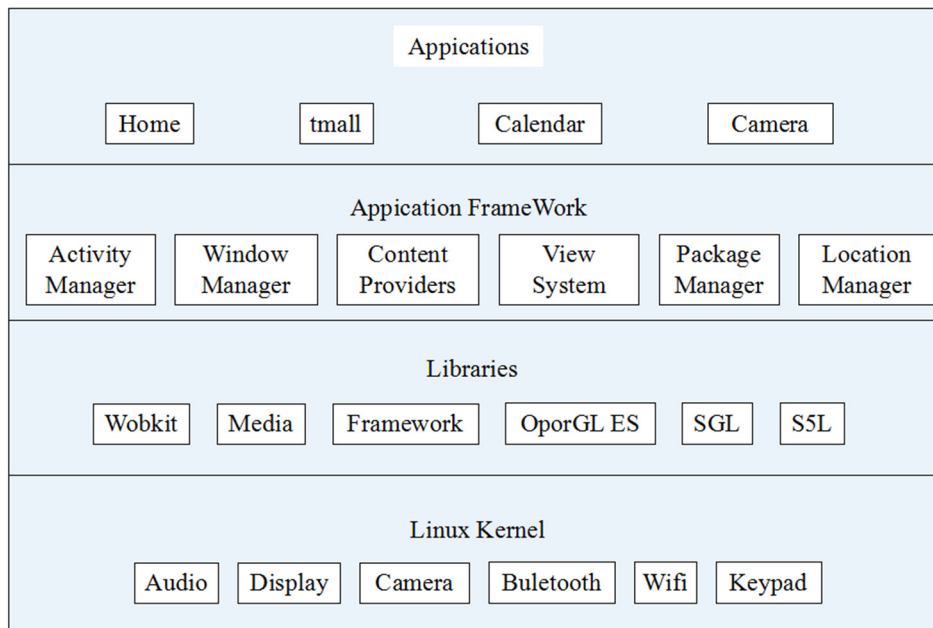 Appications
Home tmall Calendar Camera
Appication FrameWork
Activity Manager Window Manager Content Providers View System Package Manager Location Manager
Libraries
Wobkit Media Framework OporGL ES SGL S5L
Linux Kernel
Audio Display Camera Buletooth Wifi Keypad